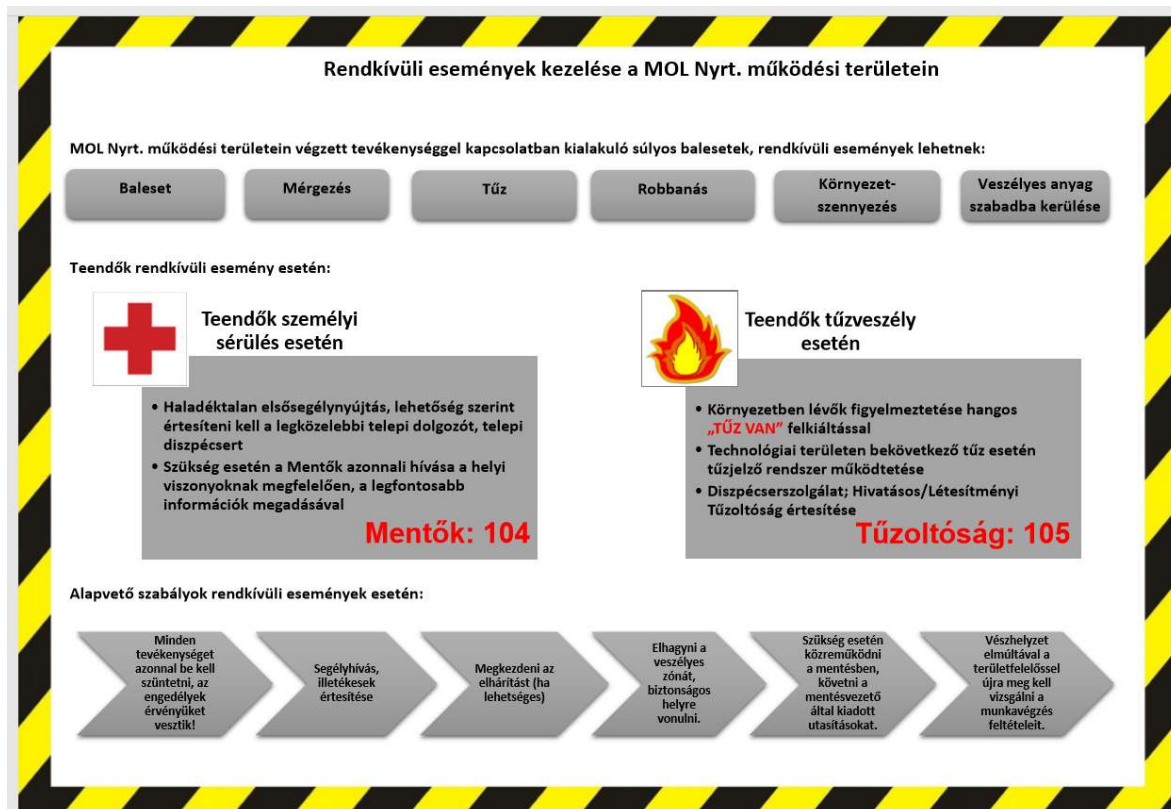 Rendkívüli események kezelése a MOL Nyrt. működési területein
MOL Nyrt. működési területein végzett tevékenységgel kapcsolatban kialakuló súlyos balesetek, rendkívüli események lehetnek:
Baleset
Mérgezés
Tűz
Robbanás
Környezet-
szennyezés
Veszélyes anyag
szabadba kerülése
Teendők rendkívüli esemény esetén:
Teendők személyi
sérülés esetén
• Haladéktalan elsősegélynyújtás, lehetőség szerint
értesíteni kell a legközelebbi telepi dolgozót, telepi
diszpécsert
• Szükség esetén a Mentők azonnali hívása a helyi
viszonyoknak megfelelően, a legfontosabb
információk megadásával
Mentők: 104
Teendők tűzveszély
esetén
• Környezetben lévők figyelmeztetése hangos
„TŰZ VAN" felkiáltással
• Technológiai területen bekövetkező tűz esetén
tűzjelző rendszer működtetése
• Diszpécserszolgálat; Hivatásos/Létesítményi
Tűzoltóság értesítése
Tűzoltóság: 105
Alapvető szabályok rendkívüli események esetén:
Minden
tevékenységet
azonnal be kell
szüntetni, az
engedélyek
érvényüket
vesztik!
Segélyhívás,
illetékesek
értesítése
Megkezdeni az
elhárítást (ha
lehetséges)
Elhagyni a
veszélyes
zónát,
biztonságos
helyre
vonulni.
Szükség esetén
közreműködni
a mentésben,
követni a
mentésvezető
által kiadott
utasításokat.
Vészhelyzet
elmúltával a
területfelelőssel
újra meg kell
vizsgálni a
munkavégzés
feltételeit.